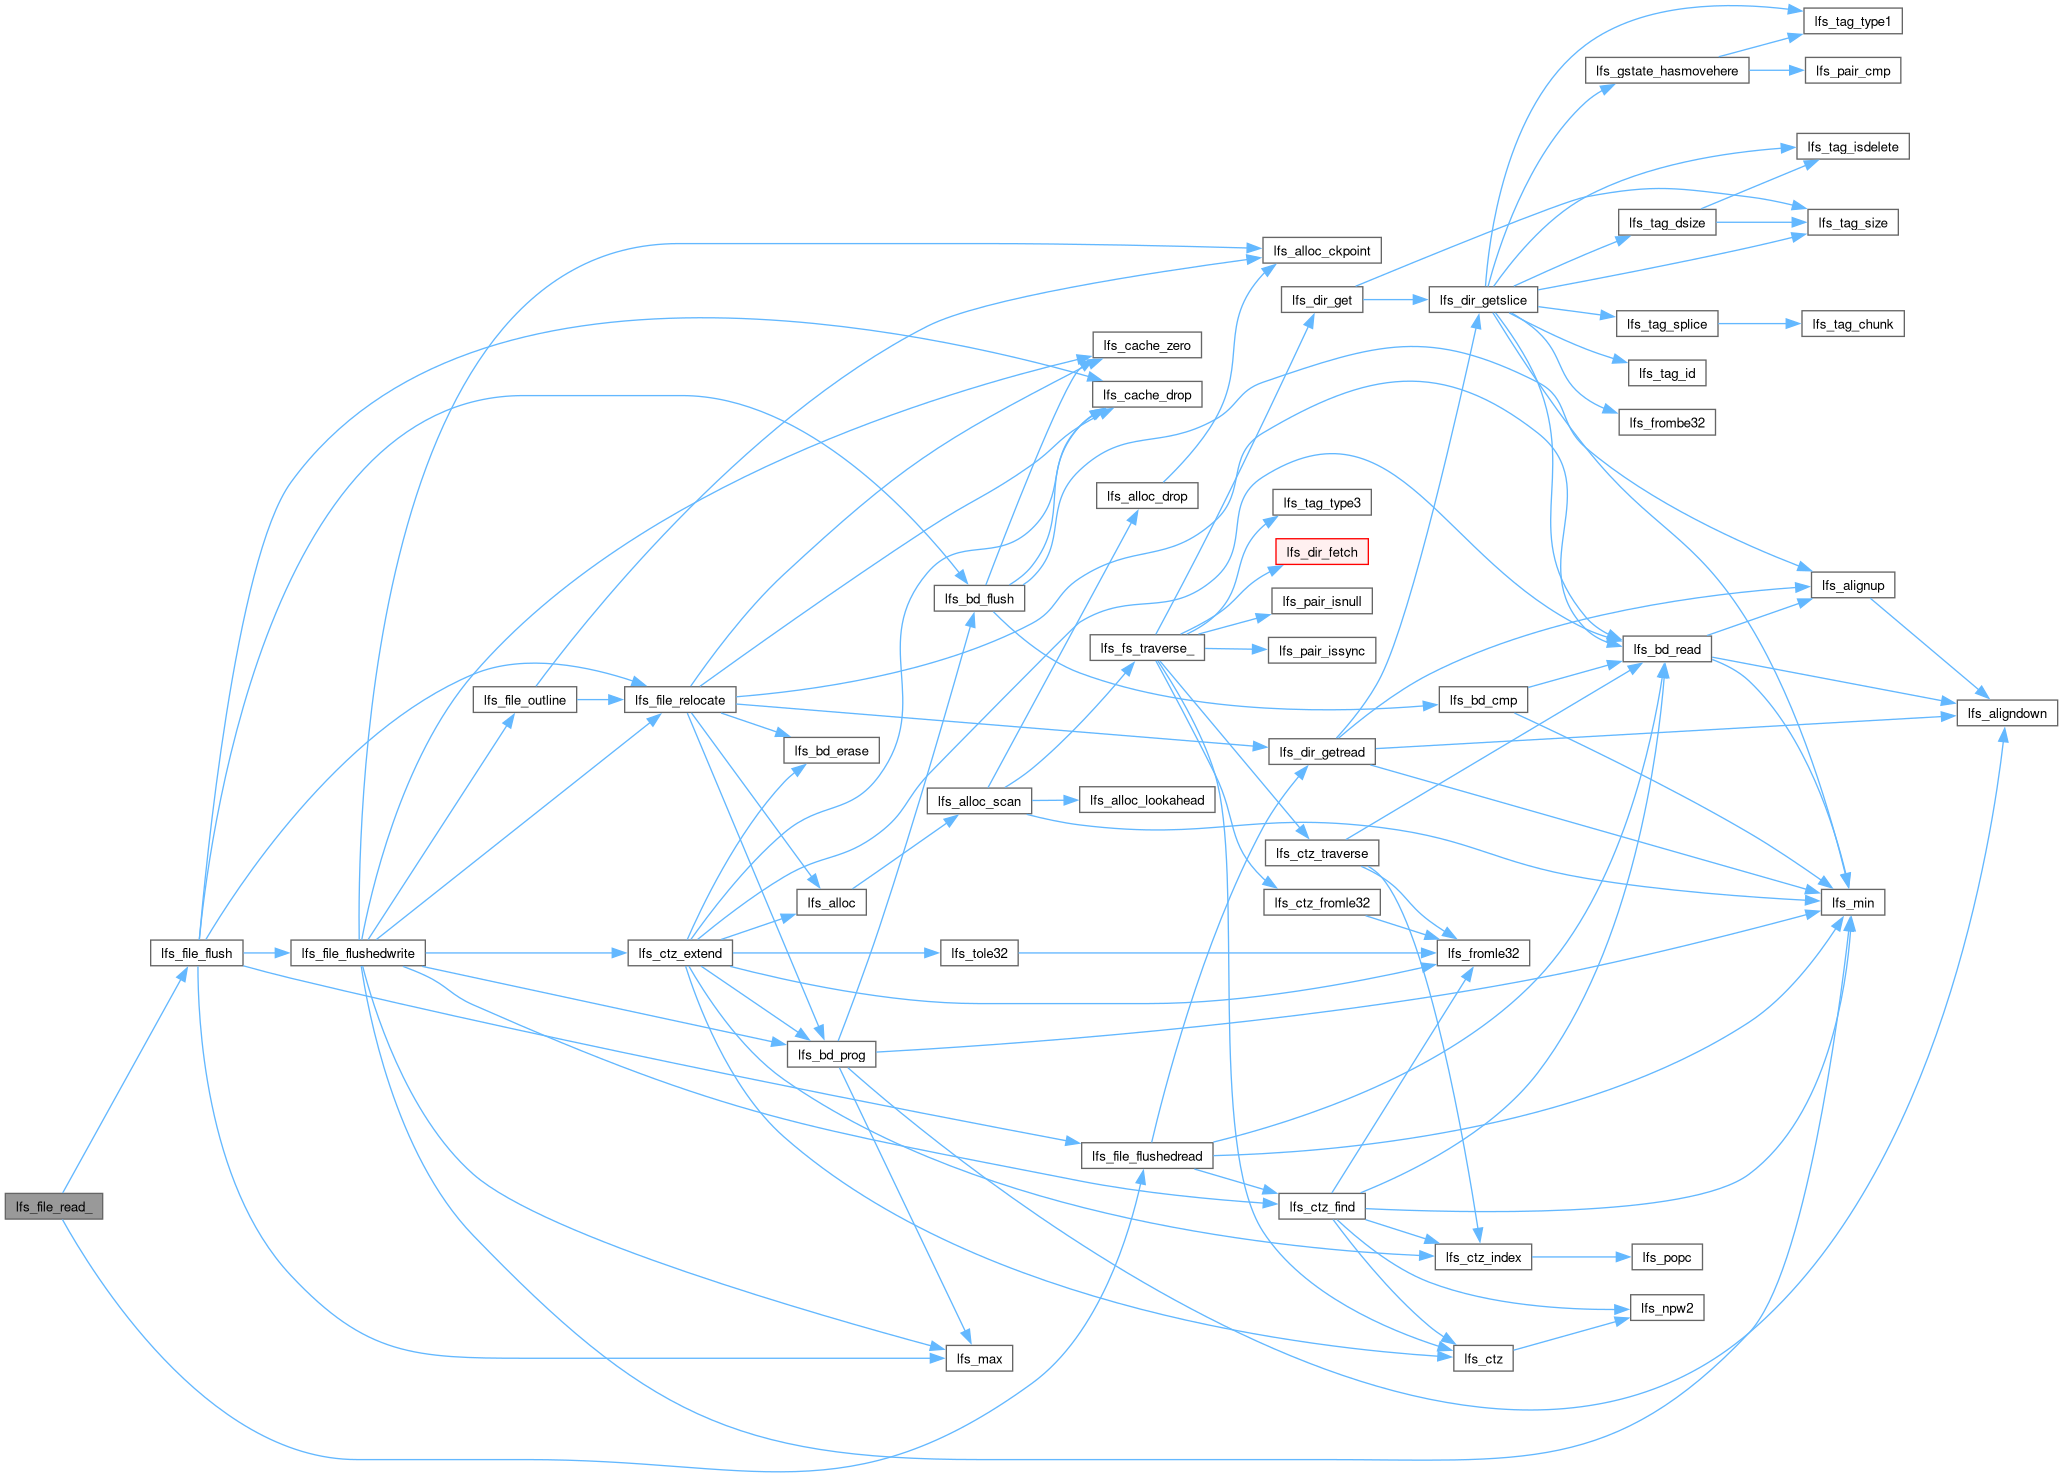 lfs_tag_type1
lfs_gstate_hasmovehere
lfs_pair_cmp
lfs_tag_isdelete
lfs_tag_dsize
lfs_tag_size
lfs_alloc_ckpoint
lfs_dir_get
lfs_dir_getslice
lfs_tag_splice
lfs_tag_chunk
lfs_cache_zero
lfs_tag_id
lfs_cache_drop
lfs_frombe32
lfs_alloc_drop
lfs_tag_type3
lfs_dir_fetch
lfs_alignup
lfs_bd_flush
lfs_pair_isnull
lfs_fs_traverse_
lfs_pair_issync
lfs_bd_read
lfs_file_outline
lfs_file_relocate
lfs_bd_cmp
lfs_aligndown
lfs_bd_erase
lfs_dir_getread
lfs_alloc_scan
lfs_alloc_lookahead
lfs_ctz_traverse
lfs_alloc
lfs_ctz_fromle32
lfs_min
lfs_file_flush
lfs_file_flushedwrite
lfs_ctz_extend
lfs_tole32
lfs_fromle32
lfs_bd_prog
lfs_file_flushedread
lfs_file_read_
lfs_ctz_find
lfs_ctz_index
lfs_popc
lfs_npw2
lfs_max
lfs_ctz